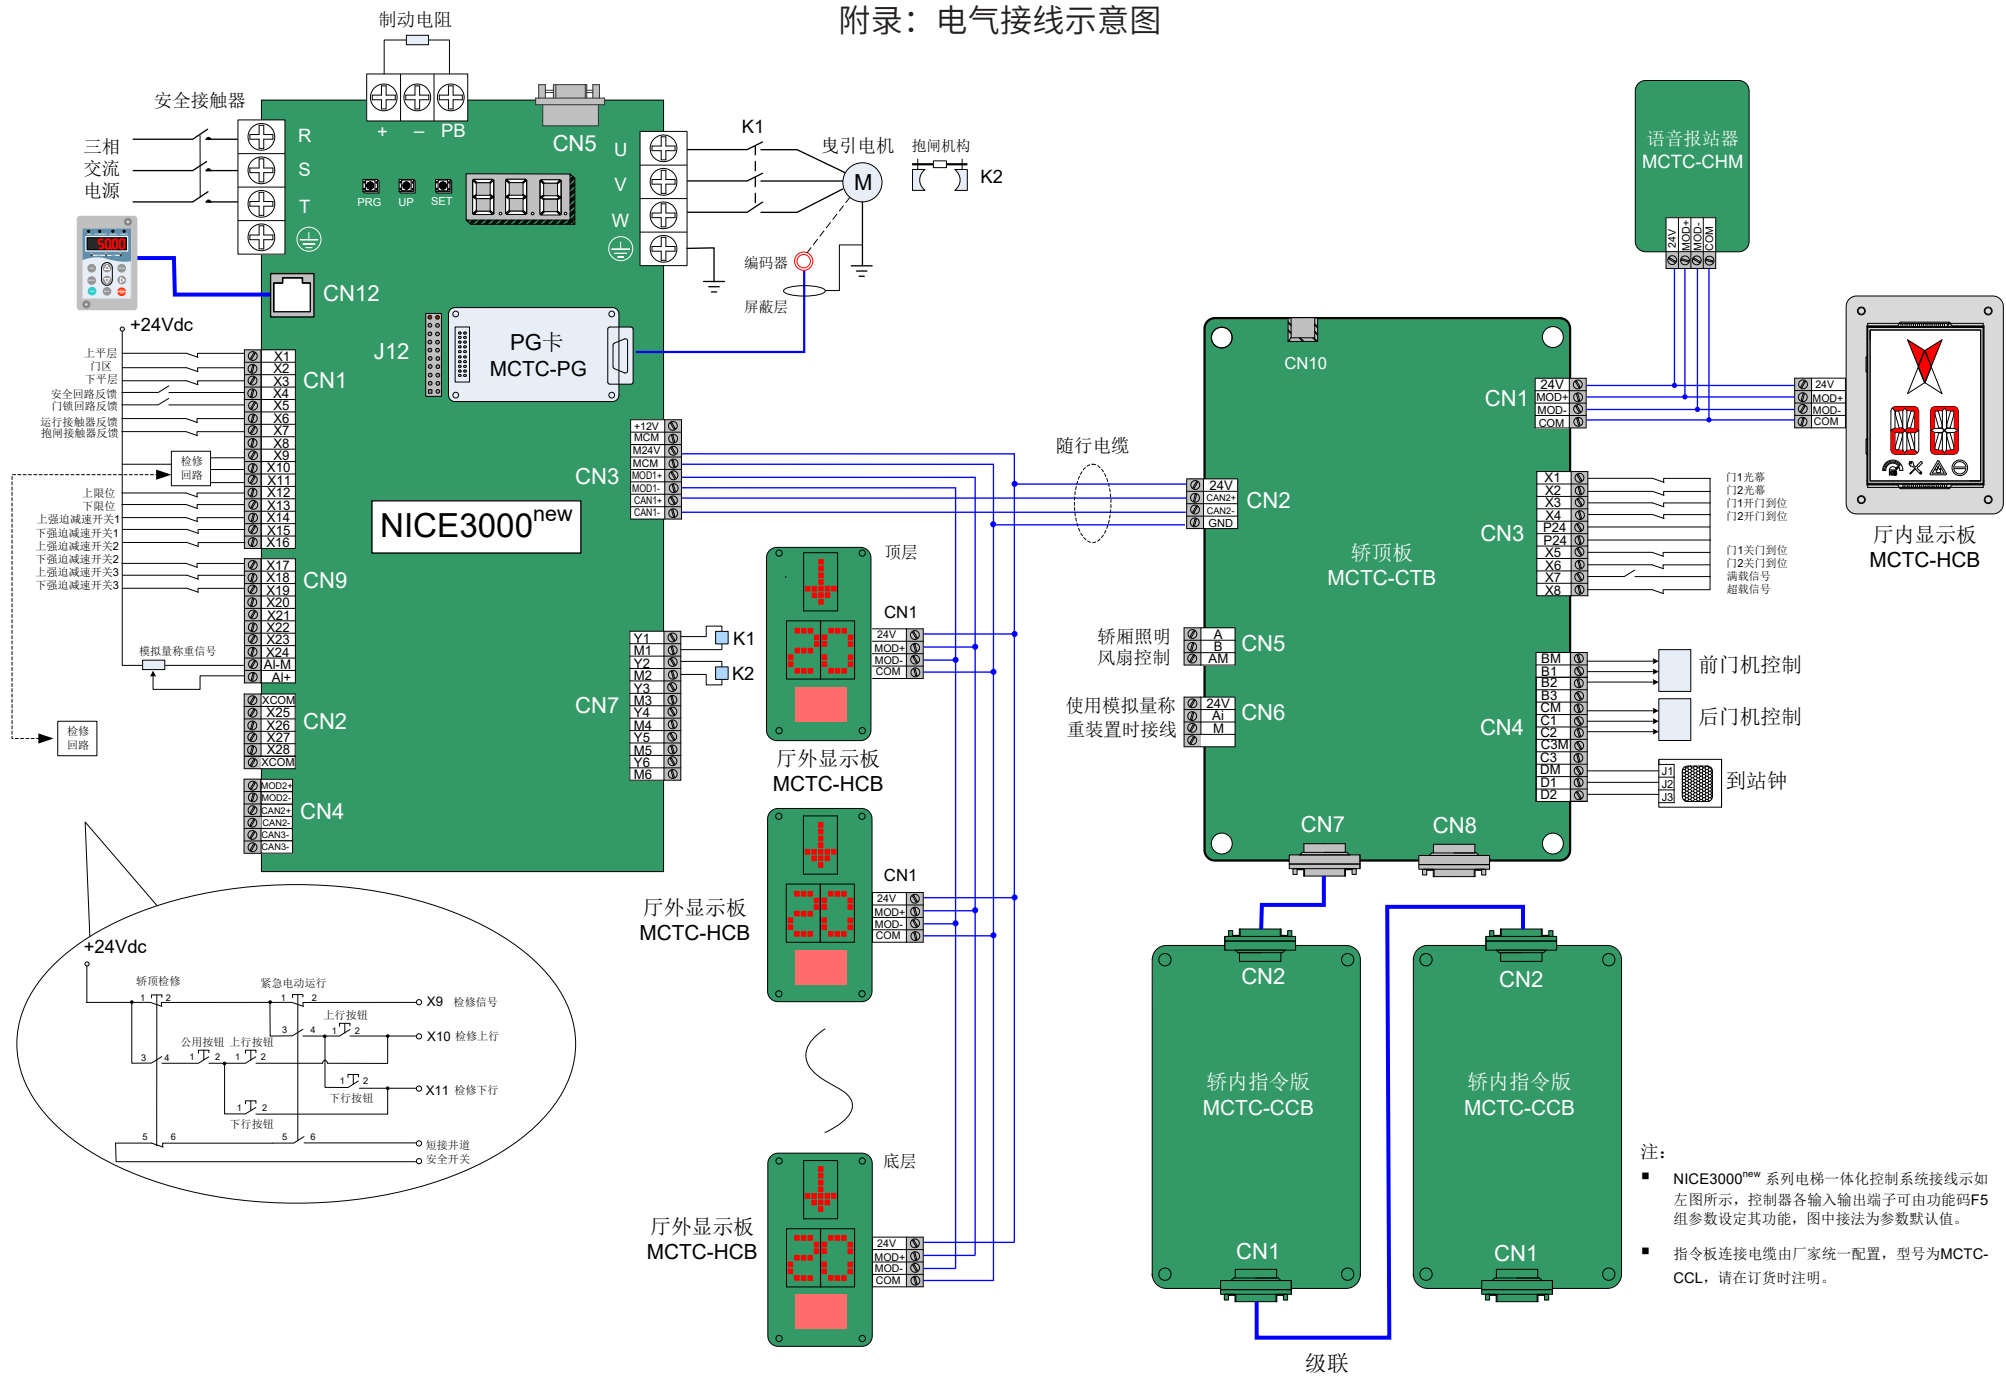 附录：电气接线示意图
制动电阻
安全接触器
三相
交流
电源
R
S
T
+ – PB
CN5
PRG UP SET
U
V
W
K1
曳引电机
M
抱闸机构
K2
编码器
屏蔽层
50.00
CN12
J12
PG卡
MCTC-PG
+24Vdc
上平层
门区
下平层
安全回路反馈
门锁回路反馈
运行接触器反馈
抱闸接触器反馈
检修
回路
上限位
下限位
上强迫减速开关1
下强迫减速开关1
上强迫减速开关2
下强迫减速开关2
上强迫减速开关3
下强迫减速开关3
模拟量称重信号
检修
回路
X1
X2
X3
X4
X5
X6
X7
X8
X9
X10
X11
X12
X13
X14
X15
X16
CN1
X17
X18
X19
X20
X21
X22
X23
X24
AI-M
AI+
CN9
XCOM
X25
X26
X27
X28
XCOM
CN2
MOD2+
MOD2-
CAN2+
CAN2-
CAN3-
CAN3-
CN4
NICE3000new
+12V
MCM
M24V
MCM
MOD1+
MOD1-
CAN1+
CAN1-
CN3
Y1
M1
Y2
M2
Y3
M3
Y4
M4
Y5
M5
Y6
M6
CN7
K1
K2
顶层
CN1
24V
MOD+
MOD-
COM
20
厅外显示板
MCTC-HCB
CN1
24V
MOD+
MOD-
COM
20
厅外显示板
MCTC-HCB
底层
24V
MOD+
MOD-
COM
20
厅外显示板
MCTC-HCB
随行电缆
+24Vdc
轿顶检修
1 2
紧急电动运行
1 2
X9 检修信号
上行按钮
3 4 1 2
X10 检修上行
公用按钮 上行按钮
3 4 1 2 1 2
1 2
下行按钮
X11 检修下行
1 2
下行按钮
5 6 5 6
短接井道
安全开关
语音报站器
MCTC-CHM
24V
MOD+
MOD-
COM
CN10
CN1
24V
MOD+
MOD-
COM
24V
MOD+
MOD-
COM
20
厅内显示板
MCTC-HCB
24V
CAN2+
CAN2-
GND
CN2
轿顶板
MCTC-CTB
CN3
X1
X2
X3
X4
P24
P24
X5
X6
X7
X8
门1光幕
门2光幕
门1开门到位
门2开门到位
门1关门到位
门2关门到位
满载信号
超载信号
轿厢照明
风扇控制
A
B
AM
CN5
使用模拟量称
重装置时接线
24V
Ai
M
CN6
CN4
BM
B1
B2
B3
CM
C1
C2
C3M
C3
DM
D1
D2
前门机控制
后门机控制
J1
J2
J3
到站钟
CN7
CN8
CN2
轿内指令版
MCTC-CCB
CN1
CN2
轿内指令版
MCTC-CCB
CN1
级联
注：
■ NICE3000new 系列电梯一体化控制系统接线示如
左图所示，控制器各输入输出端子可由功能码F5
组参数设定其功能，图中接法为参数默认值。
■ 指令板连接电缆由厂家统一配置，型号为MCTC-
CCL，请在订货时注明。